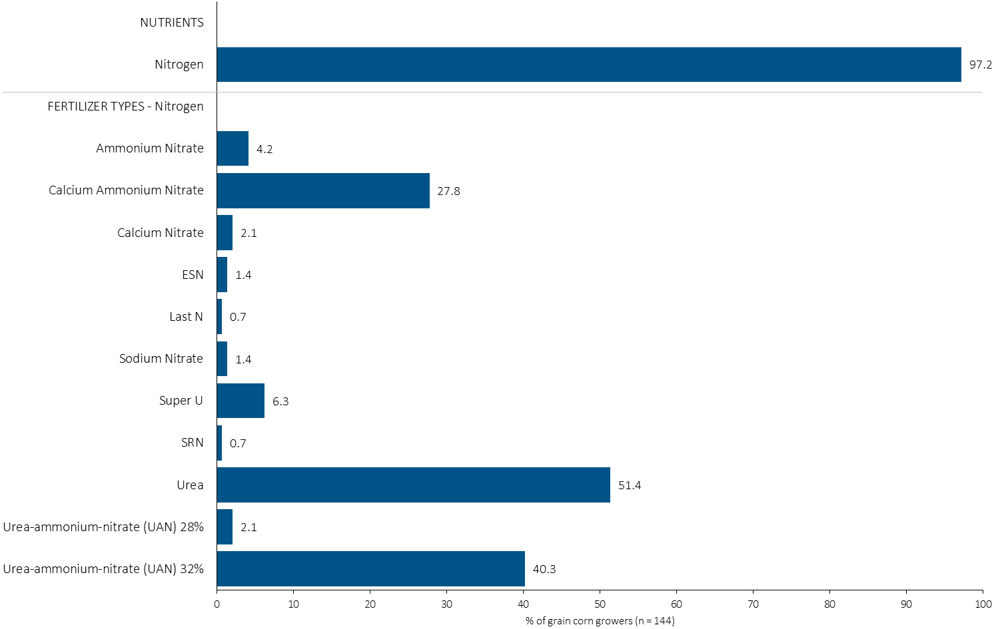 NUTRIENTS
Nitrogen 97.2
FERTILIZER TYPES - Nitrogen
Ammonium Nitrate 4.2
Calcium Ammonium Nitrate 27.8
Calcium Nitrate 2.1
ESN 1.4
Last N 0.7
Sodium Nitrate 1.4
Super U 6.3
SRN 0.7
Urea 51.4
Urea-ammonium-nitrate (UAN) 28% 2.1
Urea-ammonium-nitrate (UAN) 32% 40.3
0 10 20 30 40 50 60 70 80 90 100
% of grain corn growers (n = 144)